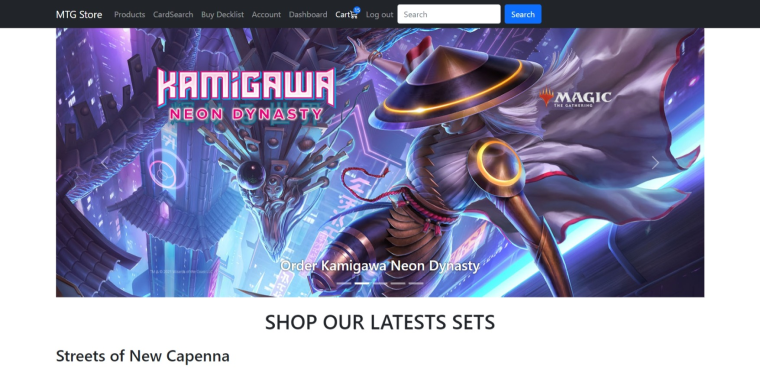 MTG Store Products CardSearch Buy Decklist Account Dashboard Cart Log out Search Search
KAMIGAWA
NEON DYNASTY
MAGIC
THE GATHERING
Order Kamigawa Neon Dynasty
SHOP OUR LATESTS SETS
Streets of New Capenna